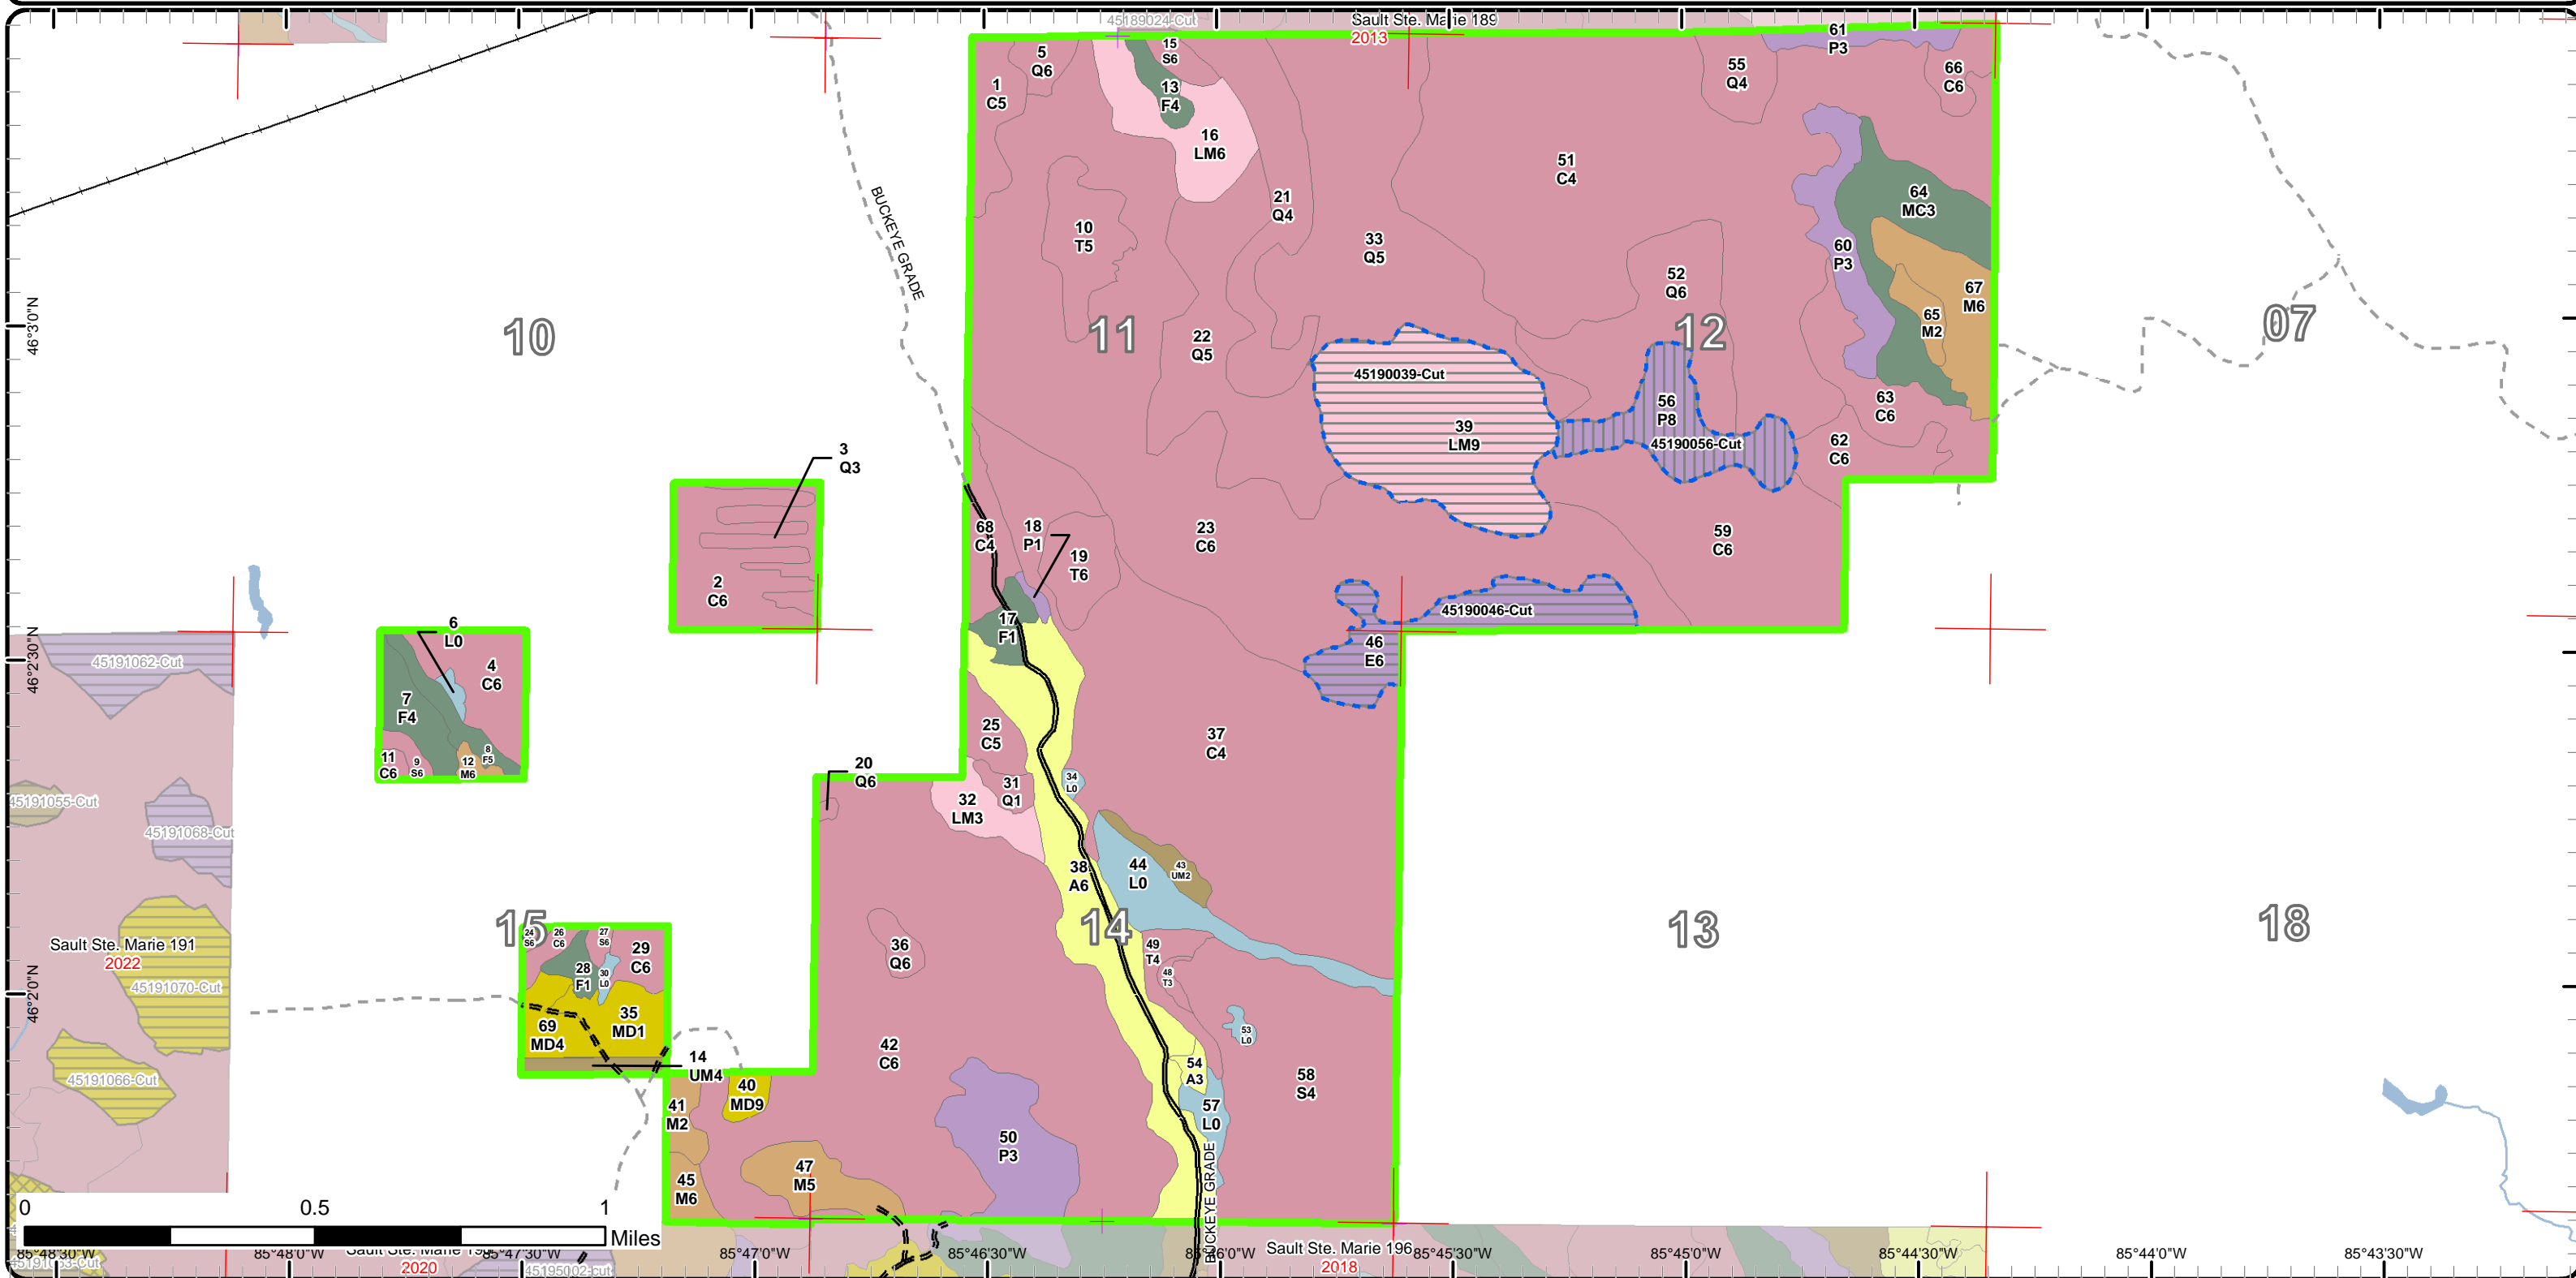 45189024-Cut
Sault Ste. Marie 189
2013
61
P3
5
Q6
15
S6
1
C5
13
F4
55
Q4
66
C6
16
LM6
51
C4
BUCKEYE GRADE
21
Q4
64
MC3
10
T5
33
Q5
60
P3
52
Q6
67
M6
65
M2
46°3'0"N
10
11
12
07
22
Q5
45190039-Cut
39
LM9
56
P8
45190056-Cut
63
C6
62
C6
3
Q3
68
C4
18
P1
19
T6
23
C6
59
C6
2
C6
17
F1
45190046-Cut
46
E6
6
L0
4
C6
7
F4
46°2'30"N
45191062-Cut
25
C5
37
C4
11
C6
9
S6
12
M6
8
F5
20
Q6
34
L0
31
Q1
32
LM3
45191055-Cut
45191068-Cut
38
A6
44
L0
43
UM2
15
14
13
18
24
S6
26
C6
27
S6
29
C6
28
F1
30
L0
Sault Ste. Marie 191
2022
45191070-Cut
36
Q6
49
T4
48
T3
46°2'0"N
35
MD1
69
MD4
53
L0
42
C6
14
UM4
54
A3
58
S4
45191066-Cut
40
MD9
41
M2
57
L0
50
P3
47
M5
45
M6
BUCKEYE GRADE
0
0.5
1
Miles
85°48'30"W
85°48'0"W
85°47'30"W
85°47'0"W
85°46'30"W
85°46'0"W
85°45'30"W
85°45'0"W
85°44'30"W
85°44'0"W
85°43'30"W
Sault Ste. Marie 196
2018
2020
45195002-cut